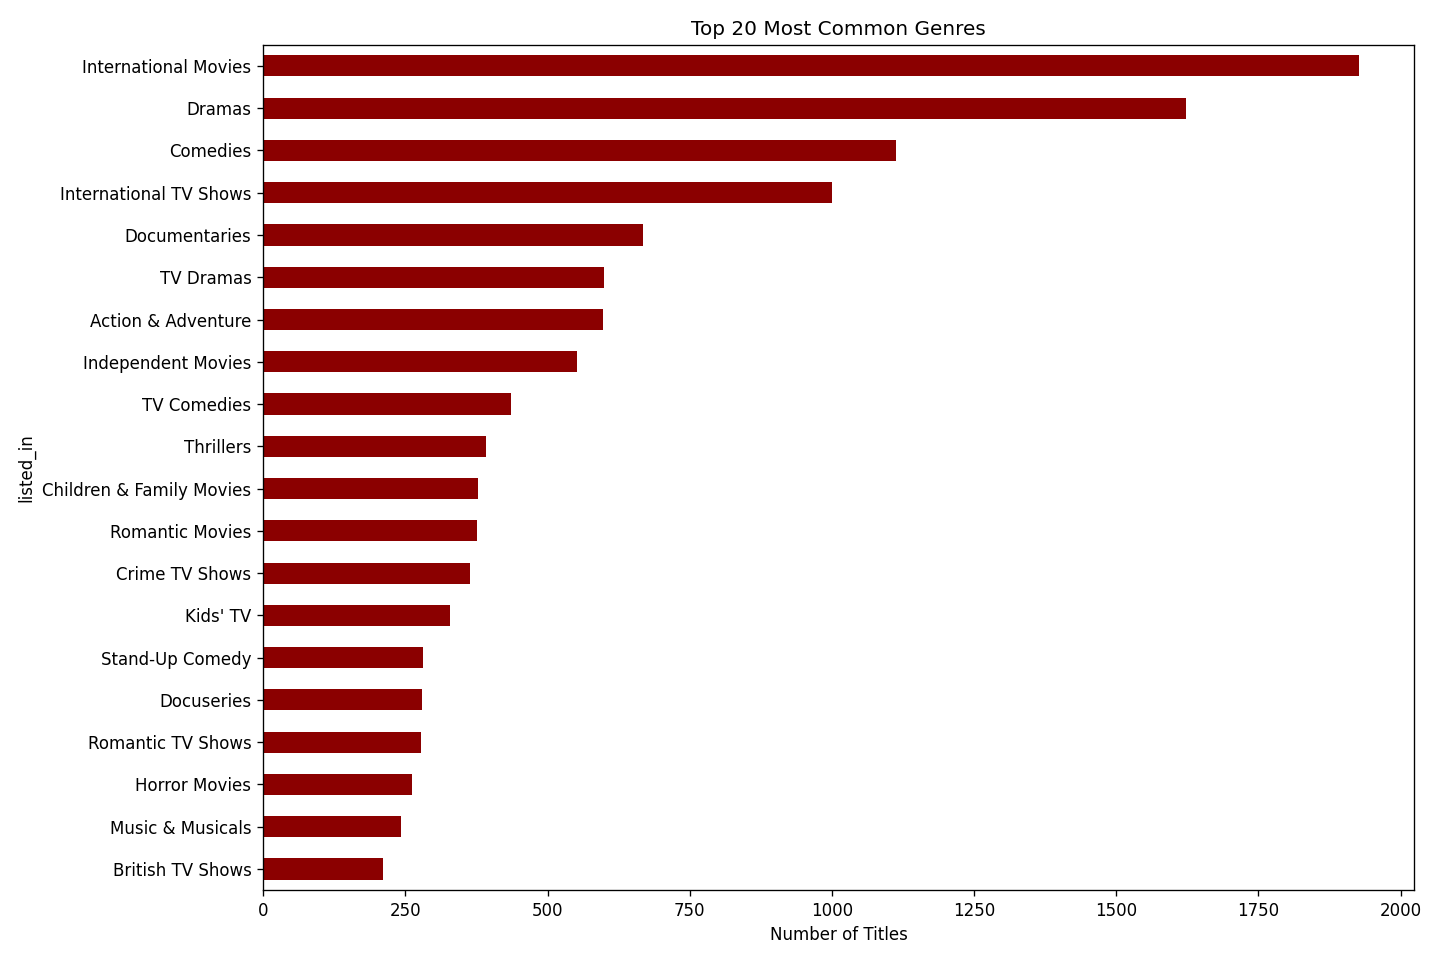 Top 20 Most Common Genres
International Movies
Dramas
Comedies
International TV Shows
Documentaries
TV Dramas
Action & Adventure
Independent Movies
TV Comedies
Thrillers
Children & Family Movies
Romantic Movies
Crime TV Shows
Kids' TV
Stand-Up Comedy
Docuseries
Romantic TV Shows
Horror Movies
Music & Musicals
British TV Shows
listed_in
0 250 500 750 1000 1250 1500 1750 2000
Number of Titles